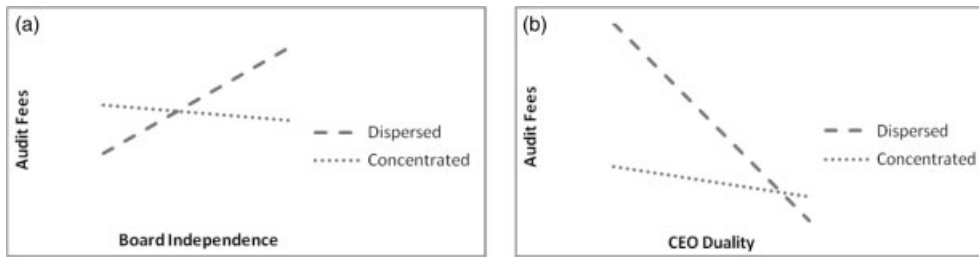 (a)
Audit Fees
Dispersed
Concentrated
Board Independence
(b)
Audit Fees
Dispersed
Concentrated
CEO Duality